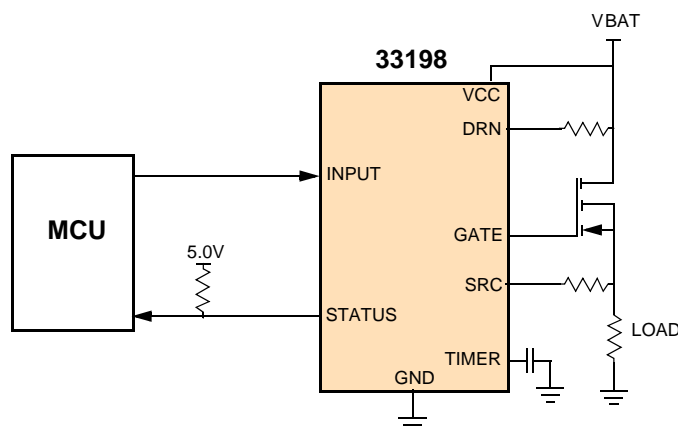 VBAT
33198
VCC
DRN
INPUT
MCU
GATE
5.0V
SRC
STATUS
LOAD
TIMER
GND